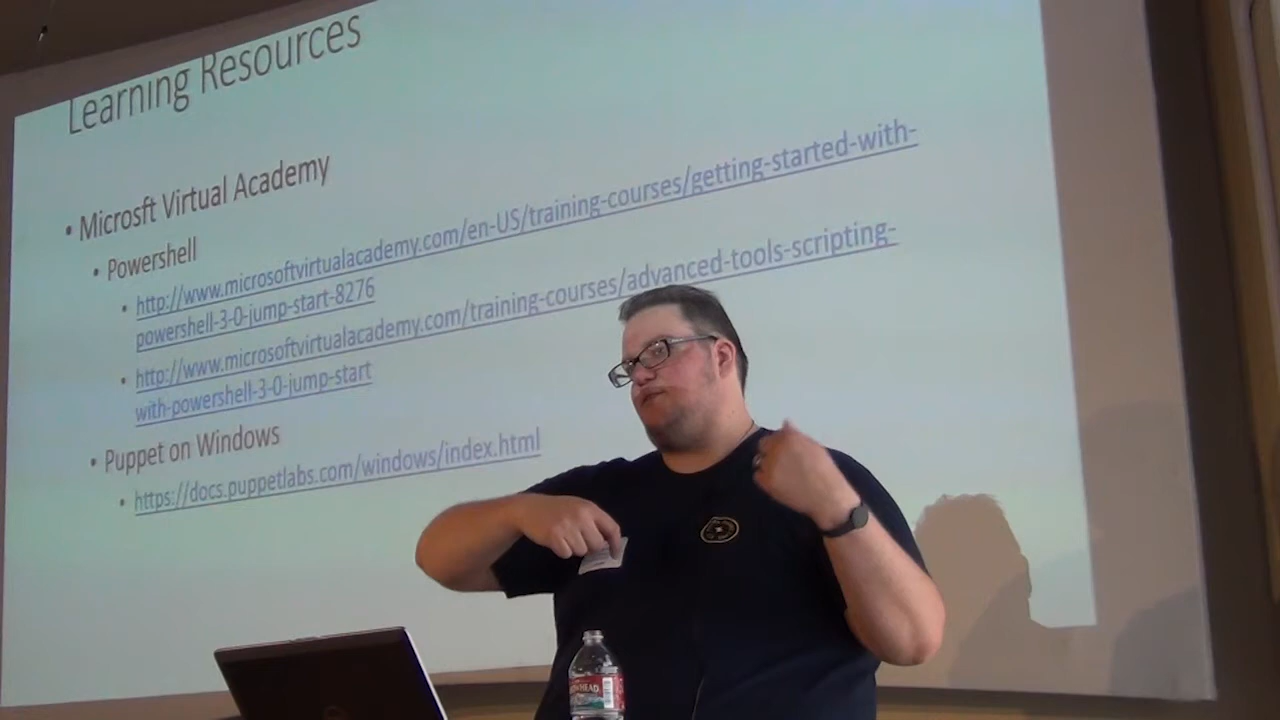 Learning Resources
• Microsft Virtual Academy
• Powershell
• http://www.microsoftvirtualacademy.com/en-US/training-courses/getting-started-with-
powershell-3-0-jump-start-8276
• http://www.microsoftvirtualacademy.com/training-courses/advanced-tools-scripting-
with-powershell-3-0-jump-start
• Puppet on Windows
• https://docs.puppetlabs.com/windows/index.html